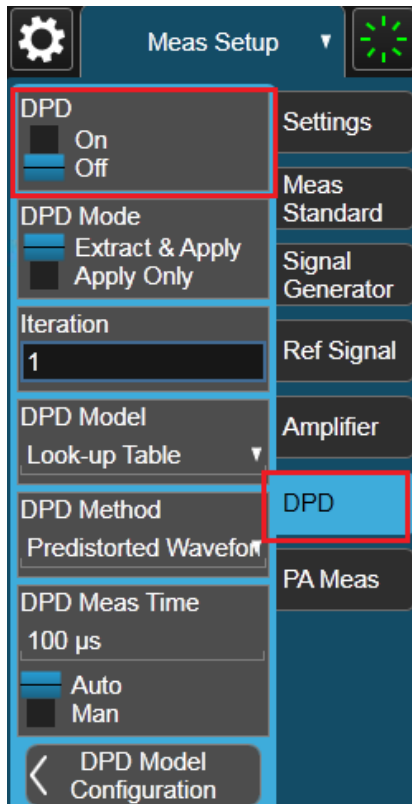 Meas Setup
DPD
On
Off
DPD Mode
Extract & Apply
Apply Only
Iteration
1
DPD Model
Look-up Table
DPD Method
Predistorted
DPD Meas Time
100 µs
Auto
Man
DPD Model
Configuration
Settings
Meas
Standard
Signal
Generator
Ref Signal
Amplifier
DPD
PA Meas